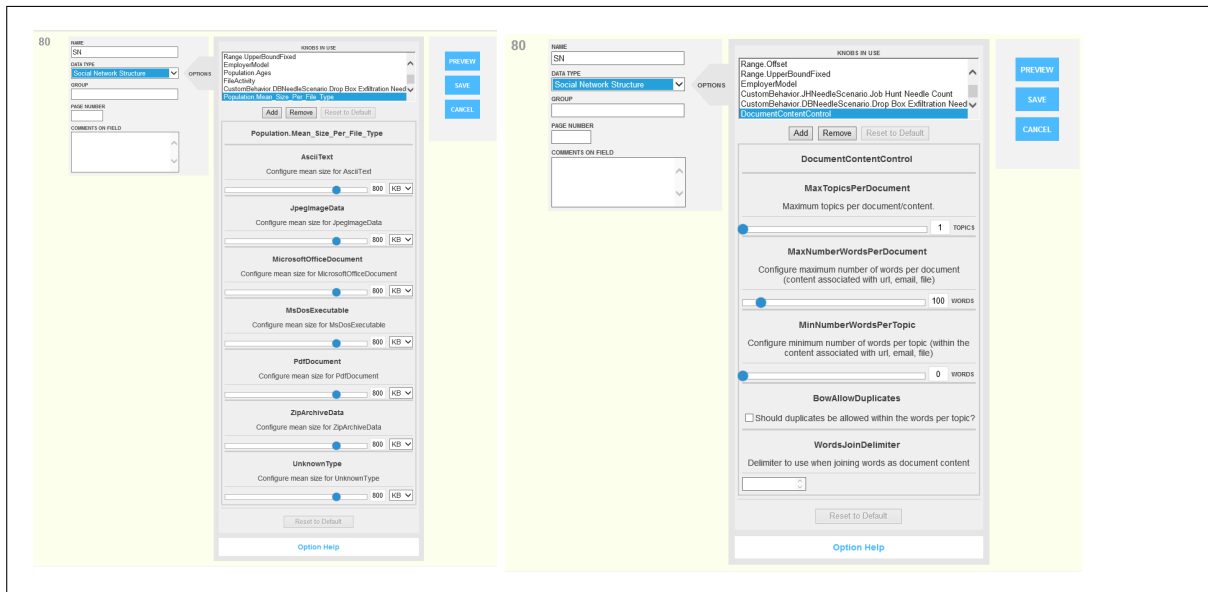 80
NAME
SN
DATA TYPE
Social Network Structure
OPTIONS
GROUP
PAGE NUMBER
COMMENTS ON FIELD
KNOBS IN USE
Range.UpperBoundFixed
EmployerModel
Population.Ages
FileActivity
CustomBehavior.DBNeedleScenario.Drop Box Exfiltration Needle
Population.Mean_Size_Per_File_Type
Add Remove Reset to Default
Population.Mean_Size_Per_File_Type
AsciiText
Configure mean size for AsciiText
800 KB
JpegImageData
Configure mean size for JpegImageData
800 KB
MicrosoftOfficeDocument
Configure mean size for MicrosoftOfficeDocument
800 KB
MsDosExecutable
Configure mean size for MsDosExecutable
800 KB
PdfDocument
Configure mean size for PdfDocument
800 KB
ZipArchiveData
Configure mean size for ZipArchiveData
800 KB
UnknownType
Configure mean size for UnknownType
800 KB
Reset to Default
Option Help
PREVIEW
SAVE
CANCEL
80
NAME
SN
DATA TYPE
Social Network Structure
OPTIONS
GROUP
PAGE NUMBER
COMMENTS ON FIELD
KNOBS IN USE
Range.Offset
Range.UpperBoundFixed
EmployerModel
CustomBehavior.JHNeedleScenario.Job Hunt Needle Count
CustomBehavior.DBNeedleScenario.Drop Box Exfiltration Need
DocumentContentControl
Add Remove Reset to Default
DocumentContentControl
MaxTopicsPerDocument
Maximum topics per document/content.
1 TOPICS
MaxNumberWordsPerDocument
Configure maximum number of words per document
(content associated with url, email, file)
100 WORDS
MinNumberWordsPerTopic
Configure minimum number of words per topic (within the
content associated with url, email, file)
0 WORDS
BowAllowDuplicates
Should duplicates be allowed within the words per topic?
WordsJoinDelimiter
Delimiter to use when joining words as document content
Reset to Default
Option Help
PREVIEW
SAVE
CANCEL